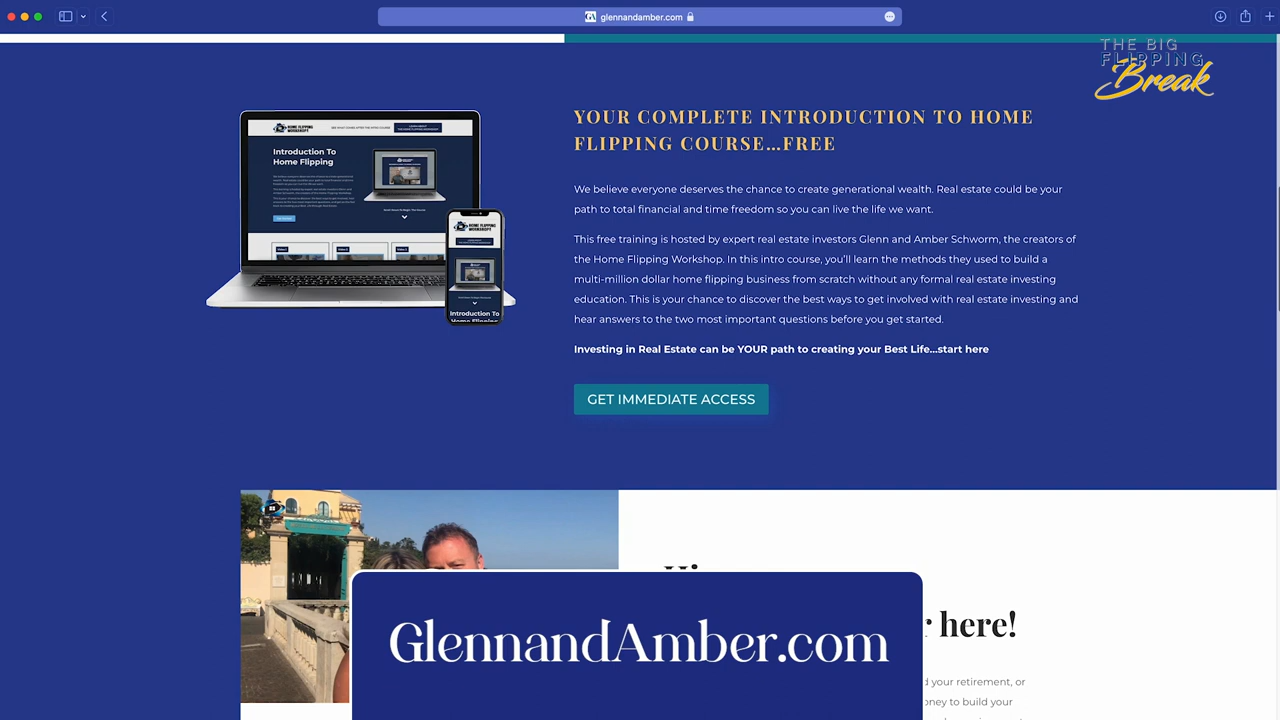 glennandamber.com
THE BIG
FLIPPING
Break
YOUR COMPLETE INTRODUCTION TO HOME
FLIPPING COURSE...FREE
We believe everyone deserves the chance to create generational wealth. Real estate could be your
path to total financial and time freedom so you can live the life we want.
This free training is hosted by expert real estate investors Glenn and Amber Schworm, the creators of
the Home Flipping Workshop. In this intro course, you'll learn the methods they used to build a
multi-million dollar home flipping business from scratch without any formal real estate investing
education. This is your chance to discover the best ways to get involved with real estate investing and
hear answers to the two most important questions before you get started.
Investing in Real Estate can be YOUR path to creating your Best Life...start here
GET IMMEDIATE ACCESS
HOME FLIPPING
WORKSHOP
Introduction To
Home Flipping
Introduction To
Home Flipping
here!
d your retirement, or
oney to build your
GlennandAmber.com